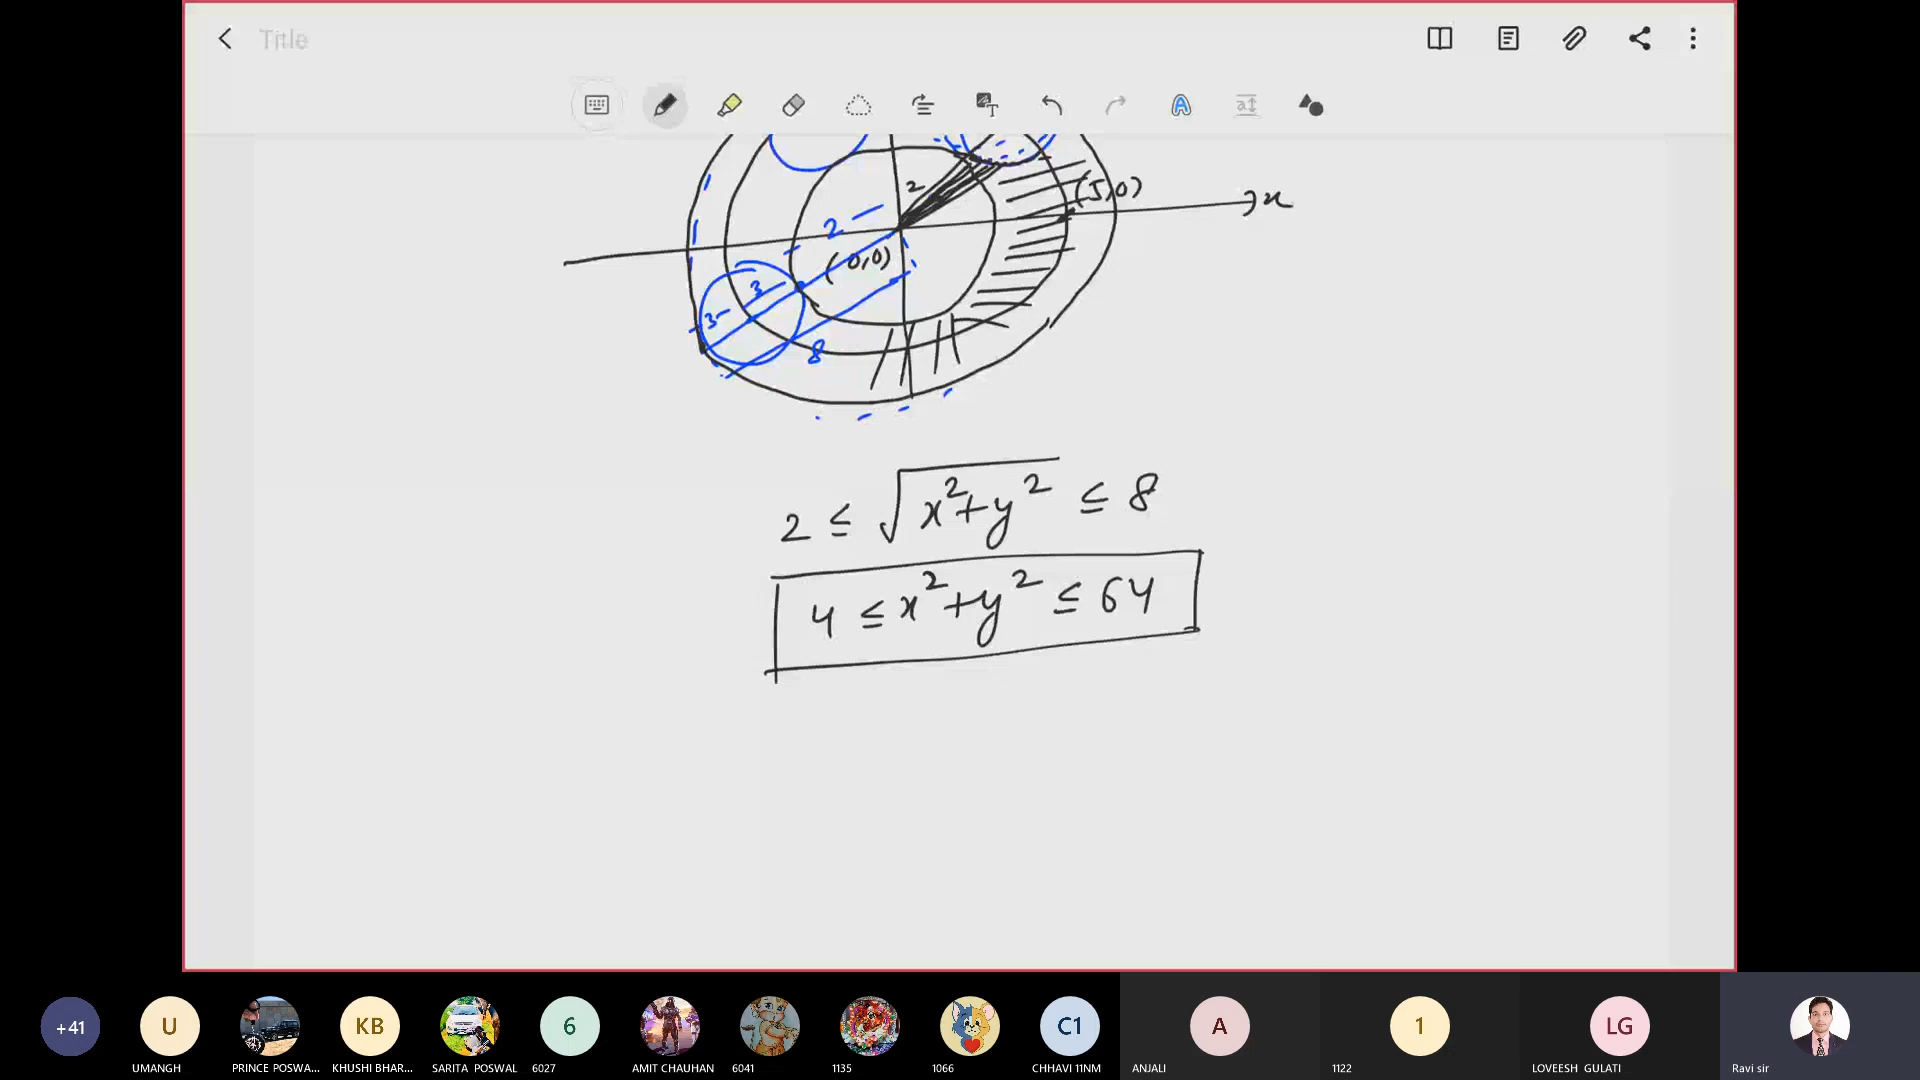 Title
2
(5,0)
x
2
(0,0)
3
3
8
2 ≤ √x²+y² ≤ 8
4 ≤ x²+y² ≤ 64
+41
U
KB
6
C1
A
1
LG
UMANGH
PRINCE POSWA...
KHUSHI BHAR...
SARITA POSWAL
6027
AMIT CHAUHAN
6041
1135
1066
CHHAVI 11NM
ANJALI
1122
LOVEESH GULATI
Ravi sir